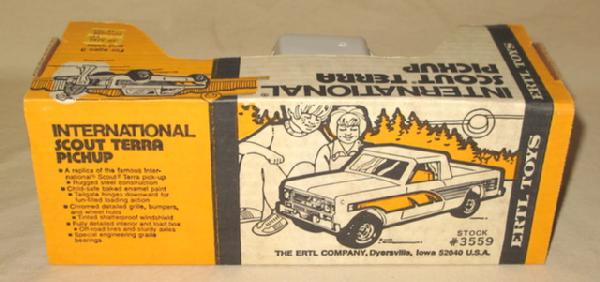 INTERNATIONAL
SCOUT TERRA
PICKUP
ERTL TOYS
INTERNATIONAL
SCOUT TERRA
PICKUP
• A replica of the famous Inter-
national® Scout® Terra pick-up
• Rugged steel construction
• Child-safe baked enamel paint
• Tailgate hinges downward for
fun-filled loading action
• Chromed detailed grille, bumpers,
and wheel hubs
• Tinted shatterproof windshield
• Fully detailed interior and load box
• Off-road tires and sturdy axles
• Special engineering grade
bearings
STOCK
#3559
THE ERTL COMPANY, Dyersville, Iowa 52040 U.S.A.
ERTL TOYS